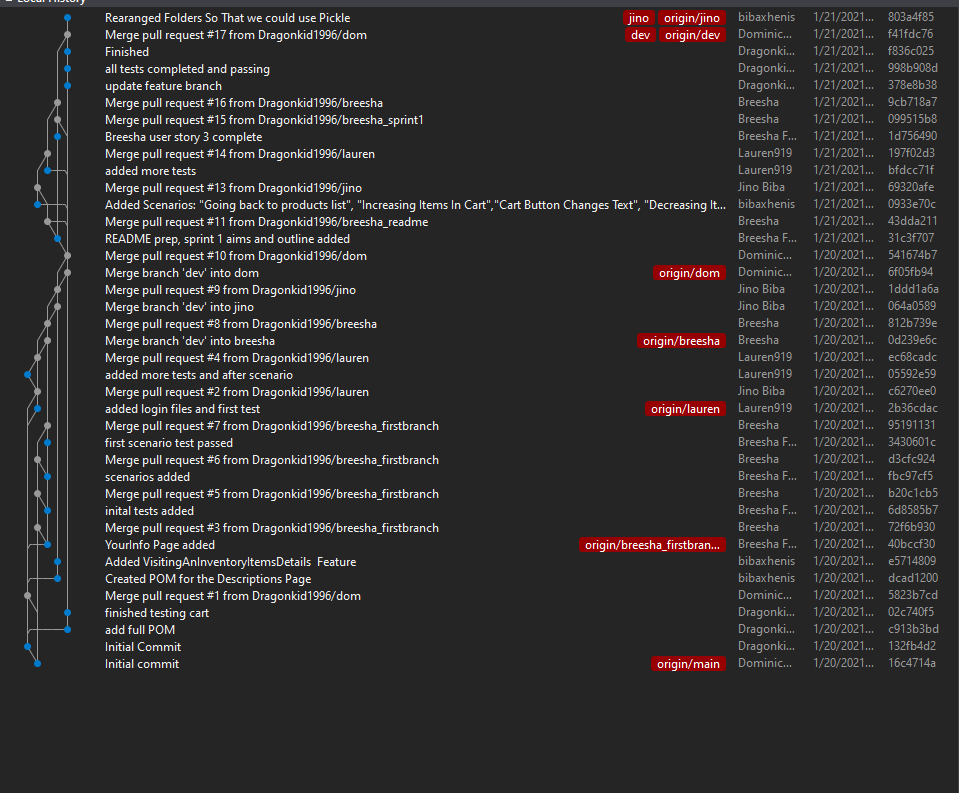 Local History
Rearanged Folders So That we could use Pickle jino origin/jino bibaxhenis 1/21/2021... 803a4f85
Merge pull request #17 from Dragonkid1996/dom dev origin/dev Dominic... 1/21/2021... f41fdc76
Finished Dragonki... 1/21/2021... f836c025
all tests completed and passing Dragonki... 1/21/2021... 998b908d
update feature branch Dragonki... 1/21/2021... 378e8b38
Merge pull request #16 from Dragonkid1996/breesha Breesha 1/21/2021... 9cb718a7
Merge pull request #15 from Dragonkid1996/breesha_sprint1 Breesha 1/21/2021... 099515b8
Breesha user story 3 complete Breesha F... 1/21/2021... 1d756490
Merge pull request #14 from Dragonkid1996/lauren Lauren919 1/21/2021... 197f02d3
added more tests Lauren919 1/21/2021... bfdcc71f
Merge pull request #13 from Dragonkid1996/jino Jino Biba 1/21/2021... 69320afe
Added Scenarios: "Going back to products list", "Increasing Items In Cart","Cart Button Changes Text", "Decreasing It... bibaxhenis 1/21/2021... 0933e70c
Merge pull request #11 from Dragonkid1996/breesha_readme Breesha 1/21/2021... 43dda211
README prep, sprint 1 aims and outline added Breesha F... 1/21/2021... 31c3f707
Merge pull request #10 from Dragonkid1996/dom Dominic... 1/20/2021... 541674b7
Merge branch 'dev' into dom origin/dom Dominic... 1/20/2021... 6f05fb94
Merge pull request #9 from Dragonkid1996/jino Jino Biba 1/20/2021... 1ddd1a6a
Merge branch 'dev' into jino Jino Biba 1/20/2021... 064a0589
Merge pull request #8 from Dragonkid1996/breesha Breesha 1/20/2021... 812b739e
Merge branch 'dev' into breesha origin/breesha Breesha 1/20/2021... 0d239e6c
Merge pull request #4 from Dragonkid1996/lauren Lauren919 1/20/2021... ec68cadc
added more tests and after scenario Lauren919 1/20/2021... 05592e59
Merge pull request #2 from Dragonkid1996/lauren Jino Biba 1/20/2021... c6270ee0
added login files and first test origin/lauren Lauren919 1/20/2021... 2b36cdac
Merge pull request #7 from Dragonkid1996/breesha_firstbranch Breesha 1/20/2021... 95191131
first scenario test passed Breesha F... 1/20/2021... 3430601c
Merge pull request #6 from Dragonkid1996/breesha_firstbranch Breesha 1/20/2021... d3cfc924
scenarios added Breesha F... 1/20/2021... fbc97cf5
Merge pull request #5 from Dragonkid1996/breesha_firstbranch Breesha 1/20/2021... b20c1cb5
inital tests added Breesha F... 1/20/2021... 6d8585b7
Merge pull request #3 from Dragonkid1996/breesha_firstbranch Breesha 1/20/2021... 72f6b930
YourInfo Page added origin/breesha_firstbran... Breesha F... 1/20/2021... 40bccf30
Added VisitingAnInventoryItemsDetails Feature bibaxhenis 1/20/2021... e5714809
Created POM for the Descriptions Page bibaxhenis 1/20/2021... dcad1200
Merge pull request #1 from Dragonkid1996/dom Dominic... 1/20/2021... 5823b7cd
finished testing cart Dragonki... 1/20/2021... 02c740f5
add full POM Dragonki... 1/20/2021... c913b3bd
Initial Commit Dragonki... 1/20/2021... 132fb4d2
Initial commit origin/main Dominic... 1/20/2021... 16c4714a